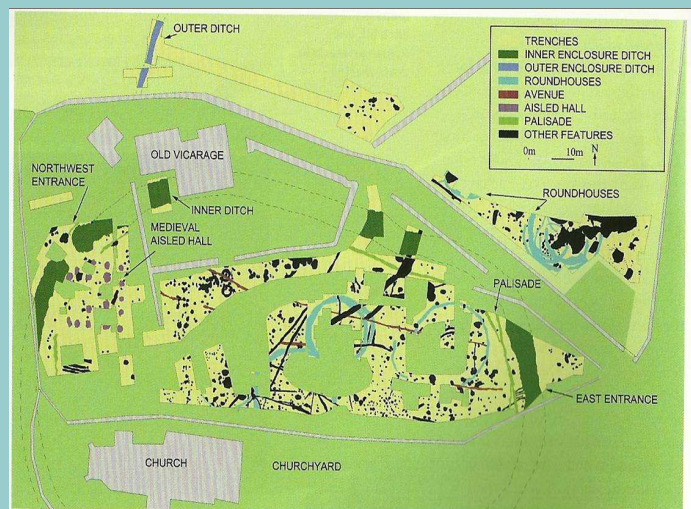 OUTER DITCH
TRENCHES
INNER ENCLOSURE DITCH
OUTER ENCLOSURE DITCH
ROUNDHOUSES
AVENUE
AISLED HALL
PALISADE
OTHER FEATURES
0m 10m N
OLD VICARAGE
NORTHWEST
ENTRANCE
ROUNDHOUSES
INNER DITCH
MEDIEVAL
AISLED HALL
PALISADE
EAST ENTRANCE
CHURCH
CHURCHYARD